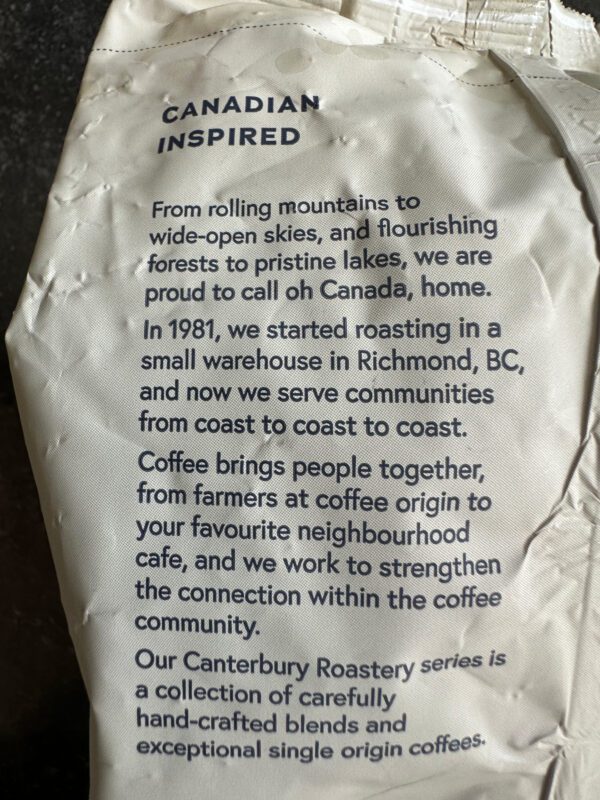 CANADIAN
INSPIRED
From rolling mountains to
wide-open skies, and flourishing
forests to pristine lakes, we are
proud to call oh Canada, home.
In 1981, we started roasting in a
small warehouse in Richmond, BC,
and now we serve communities
from coast to coast to coast.
Coffee brings people together,
from farmers at coffee origin to
your favourite neighbourhood
cafe, and we work to strengthen
the connection within the coffee
community.
Our Canterbury Roastery series is
a collection of carefully
hand-crafted blends and
exceptional single origin coffees.